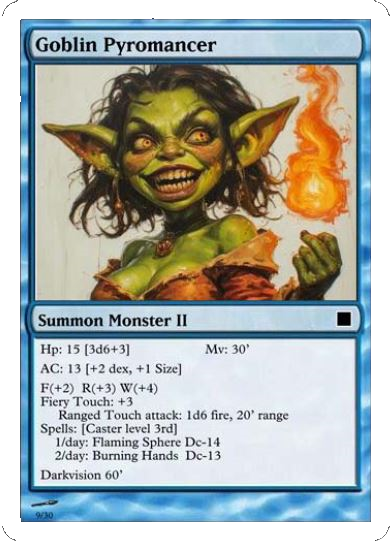 Goblin Pyromancer
Summon Monster II
Hp: 15 [3d6+3] Mv: 30'
AC: 13 [+2 dex, +1 Size]
F(+2) R(+3) W(+4)
Fiery Touch: +3
Ranged Touch attack: 1d6 fire, 20' range
Spells: [Caster level 3rd]
1/day: Flaming Sphere Dc-14
2/day: Burning Hands Dc-13
Darkvision 60'
9/30